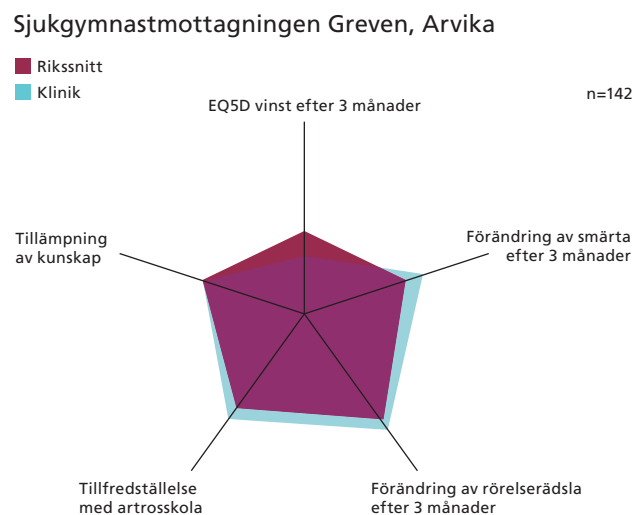 Sjukgymnastmottagningen Greven, Arvika
Rikssnitt
Klinik
n=142
EQ5D vinst efter 3 månader
Tillämpning
av kunskap
Förändring av smärta
efter 3 månader
Tillfredställelse
med artrosskola
Förändring av rörelserädsla
efter 3 månader